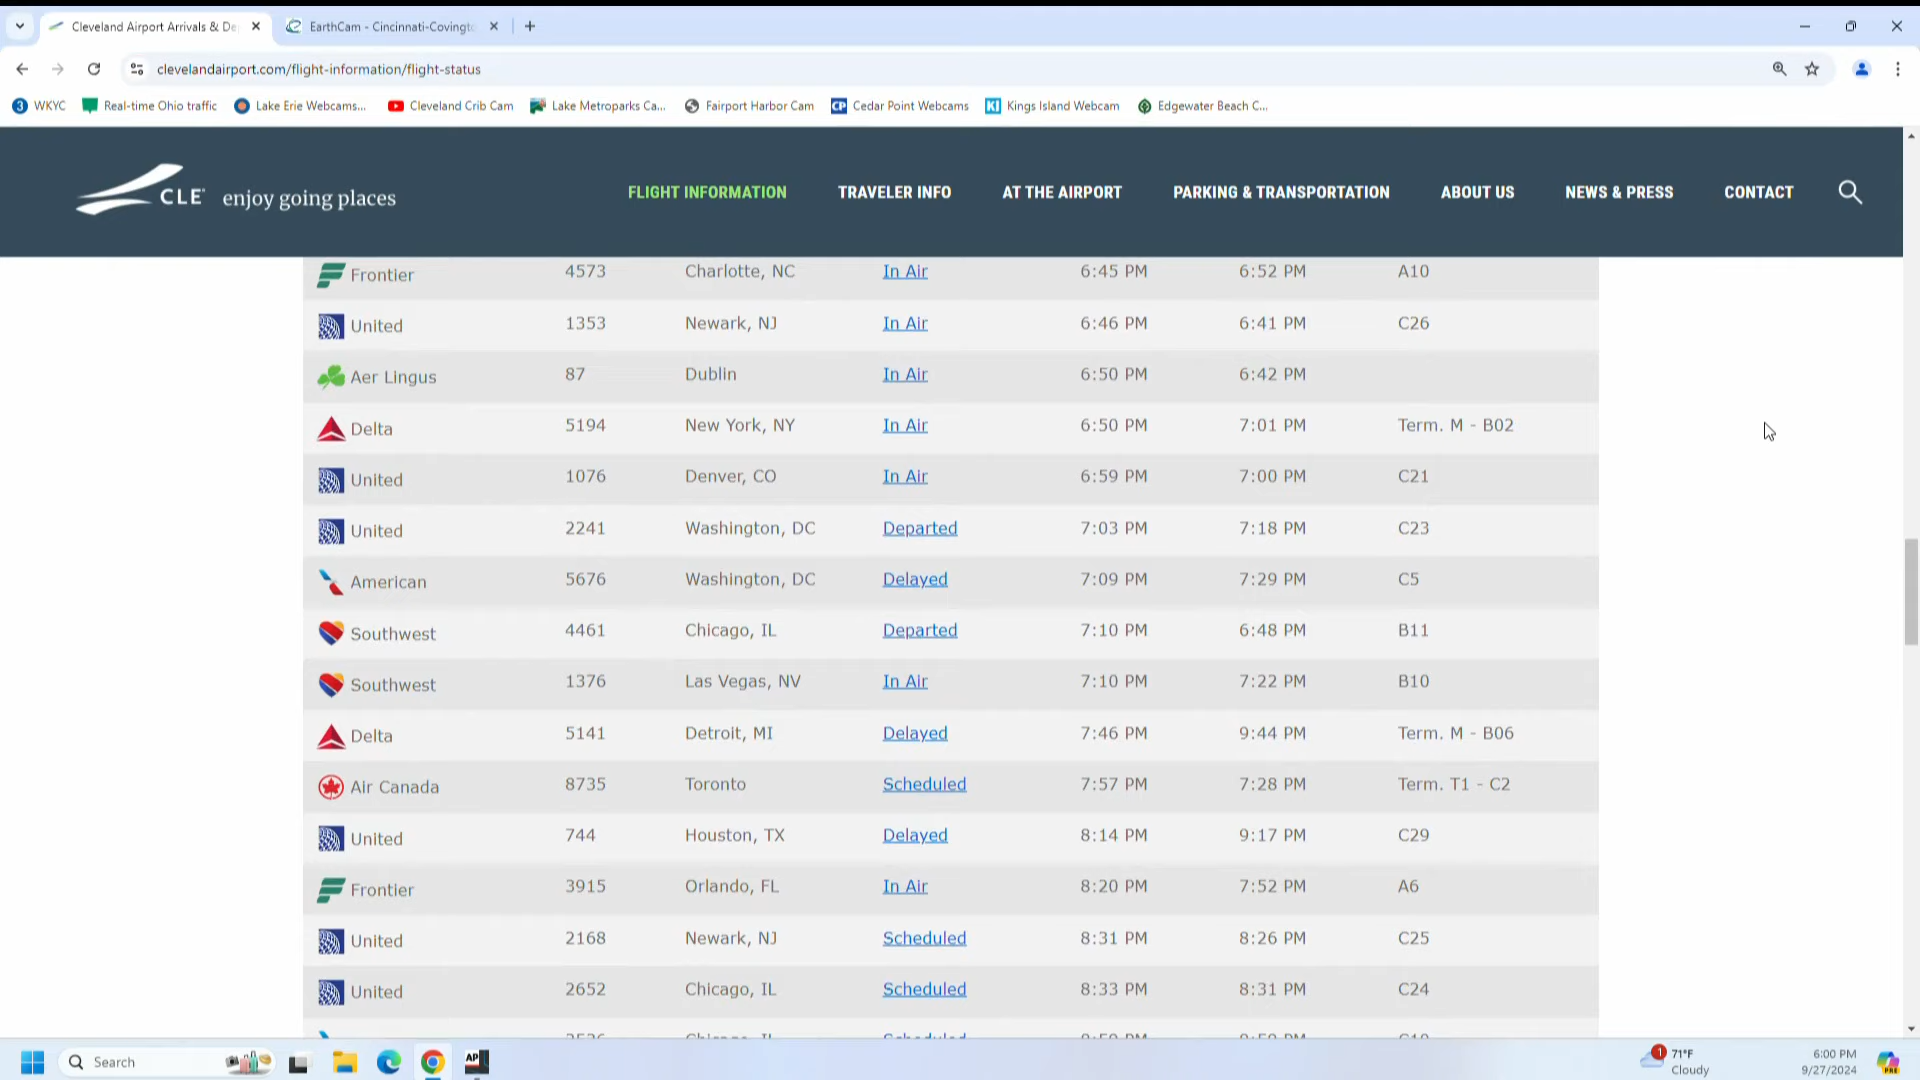 Cleveland Airport Arrivals & De
EarthCam - Cincinnati-Covingt
clevelandairport.com/flight-information/flight-status
3 WKYC
Real-time Ohio traffic
Lake Erie Webcams...
Cleveland Crib Cam
Lake Metroparks Ca...
Fairport Harbor Cam
CP Cedar Point Webcams
KI Kings Island Webcam
Edgewater Beach C...
CLE enjoy going places
FLIGHT INFORMATION
TRAVELER INFO
AT THE AIRPORT
PARKING & TRANSPORTATION
ABOUT US
NEWS & PRESS
CONTACT
Frontier 4573 Charlotte, NC In Air 6:45 PM 6:52 PM A10
United 1353 Newark, NJ In Air 6:46 PM 6:41 PM C26
Aer Lingus 87 Dublin In Air 6:50 PM 6:42 PM
Delta 5194 New York, NY In Air 6:50 PM 7:01 PM Term. M - B02
United 1076 Denver, CO In Air 6:59 PM 7:00 PM C21
United 2241 Washington, DC Departed 7:03 PM 7:18 PM C23
American 5676 Washington, DC Delayed 7:09 PM 7:29 PM C5
Southwest 4461 Chicago, IL Departed 7:10 PM 6:48 PM B11
Southwest 1376 Las Vegas, NV In Air 7:10 PM 7:22 PM B10
Delta 5141 Detroit, MI Delayed 7:46 PM 9:44 PM Term. M - B06
Air Canada 8735 Toronto Scheduled 7:57 PM 7:28 PM Term. T1 - C2
United 744 Houston, TX Delayed 8:14 PM 9:17 PM C29
Frontier 3915 Orlando, FL In Air 8:20 PM 7:52 PM A6
United 2168 Newark, NJ Scheduled 8:31 PM 8:26 PM C25
United 2652 Chicago, IL Scheduled 8:33 PM 8:31 PM C24
Search
AP
1
71°F
Cloudy
6:00 PM
9/27/2024
PRE